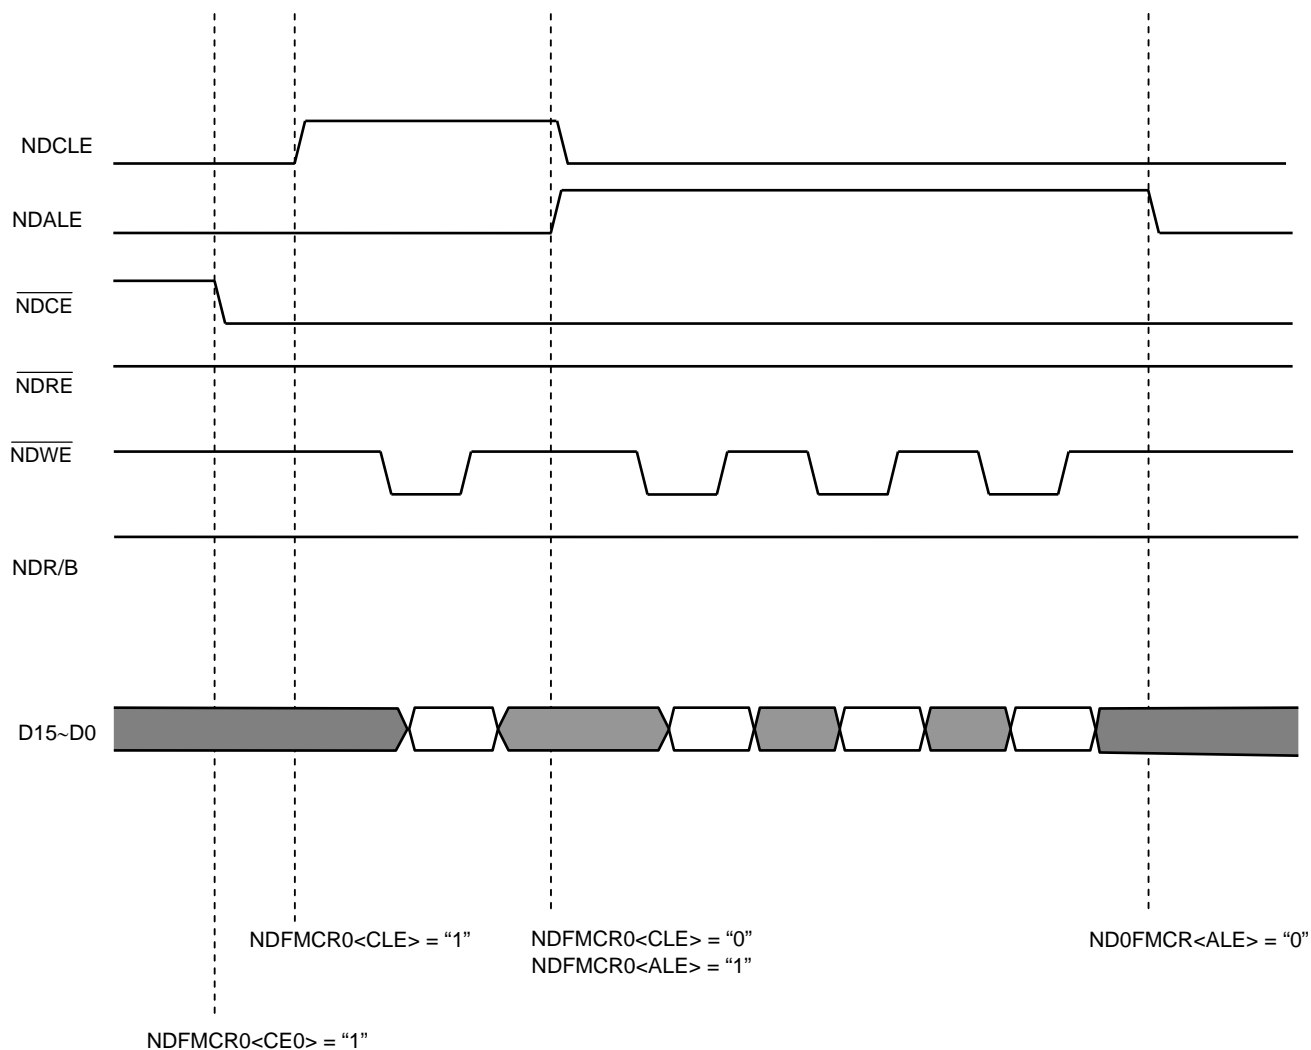 NDCLE
NDALE
NDCE
NDRE
NDWE
NDR/B
D15~D0
NDFMCR0<CLE> = “1”
NDFMCR0<CLE> = “0”
NDFMCR0<ALE> = “1”
ND0FMCR<ALE> = “0”
NDFMCR0<CE0> = “1”